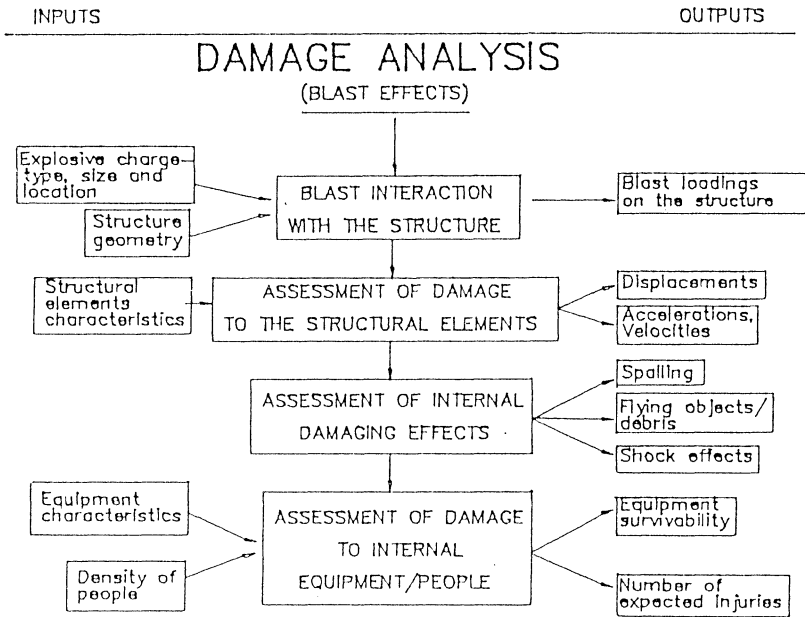 INPUTS
OUTPUTS
DAMAGE ANALYSIS
(BLAST EFFECTS)
Explosive charge
type, size and
location
Structure
geometry
BLAST INTERACTION
WITH THE STRUCTURE
Blast loadings
on the structure
Structural
elements
characteristics
ASSESSMENT OF DAMAGE
TO THE STRUCTURAL ELEMENTS
Displacements
Accelerations,
Velocities
ASSESSMENT OF INTERNAL
DAMAGING EFFECTS
Spalling
Flying objects/
debris
Shock effects
Equipment
characteristics
Density of
people
ASSESSMENT OF DAMAGE
TO INTERNAL
EQUIPMENT/PEOPLE
Equipment
survivability
Number of
expected injuries